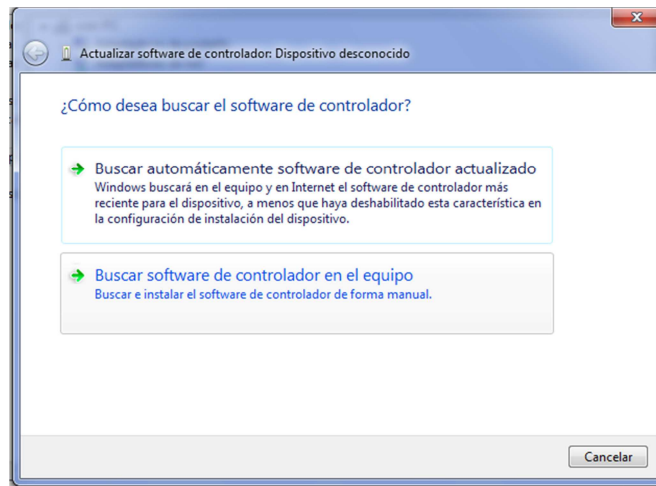 Actualizar software de controlador: Dispositivo desconocido
¿Cómo desea buscar el software de controlador?
Buscar automáticamente software de controlador actualizado
Windows buscará en el equipo y en Internet el software de controlador más
reciente para el dispositivo, a menos que haya deshabilitado esta característica en
la configuración de instalación del dispositivo.
Buscar software de controlador en el equipo
Buscar e instalar el software de controlador de forma manual.
Cancelar